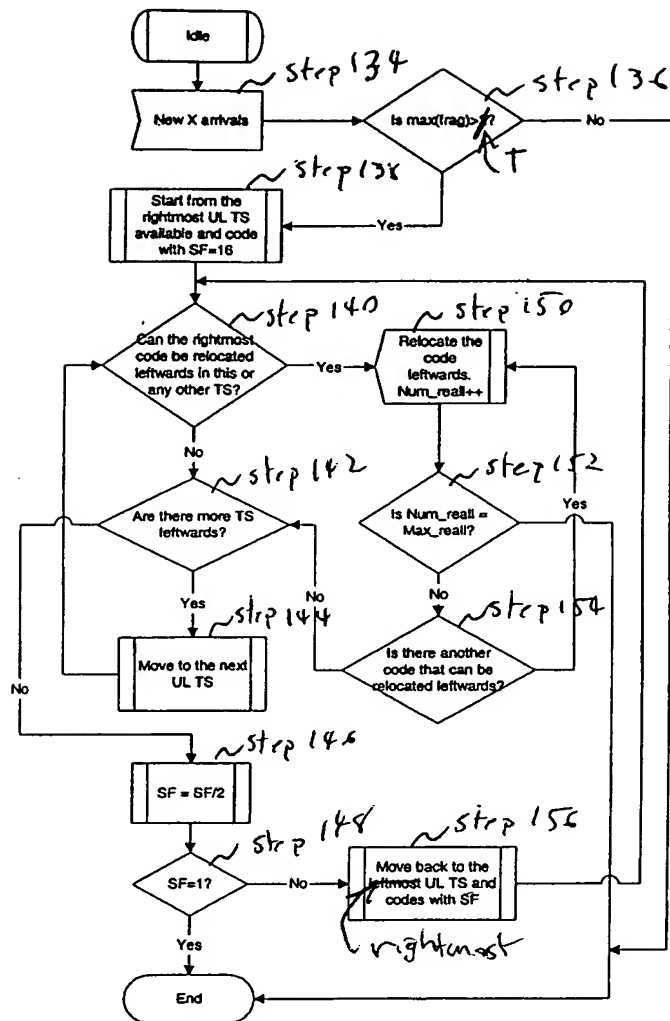 Idle
step 134
step 136
New X arrivals
Is max(frag)> ?
No
T
step 138
Start from the
rightmost UL TS
available and code
with SF=16
Yes
step 140
step 150
Can the rightmost
code be relocated
leftwards in this or
any other TS?
Yes
Relocate the
code
leftwards.
Num_reall++
No
step 142
step 152
Are there more TS
leftwards?
Is Num_reall =
Max_reall?
Yes
Yes
step 144
No
No
step 154
Move to the next
UL TS
Is there another
code that can be
relocated leftwards?
No
step 146
SF = SF/2
step 148
step 156
SF=1?
No
Move back to the
leftmost UL TS and
codes with SF
rightmost
Yes
End